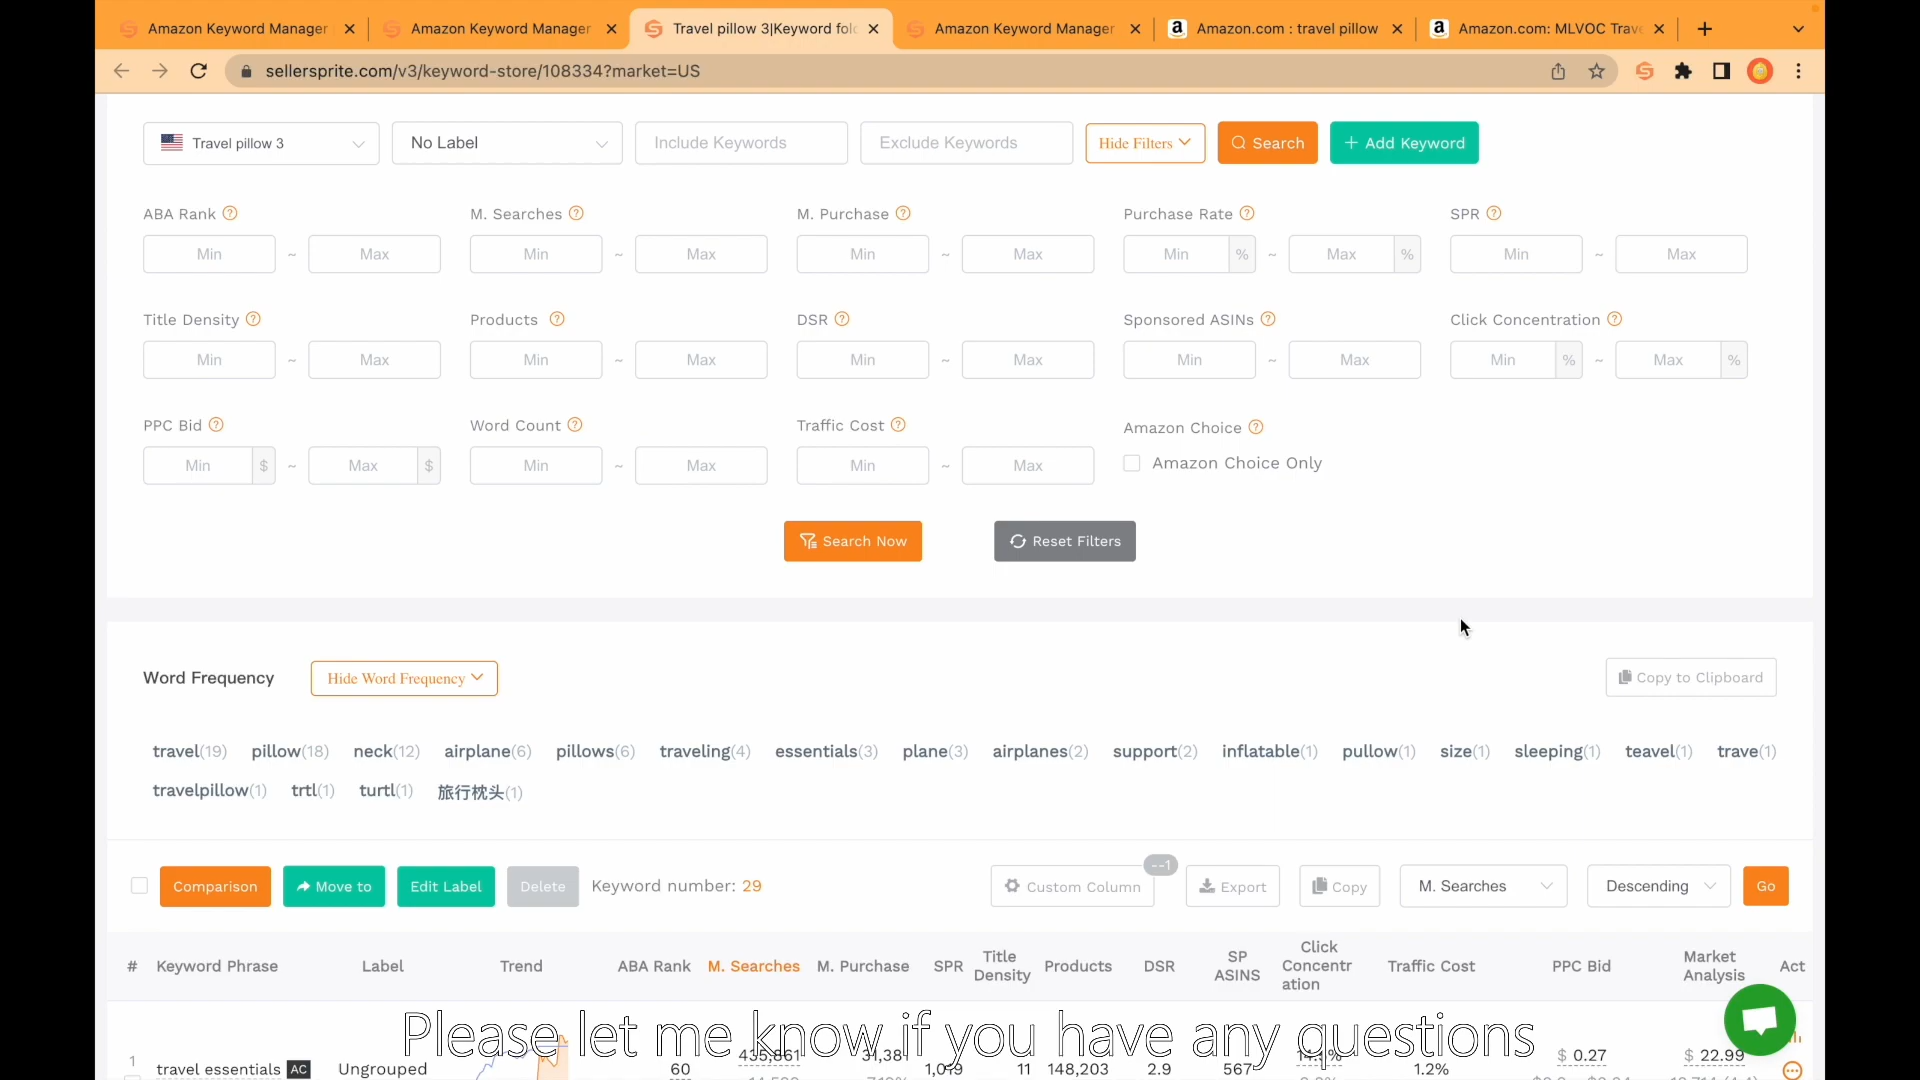 Amazon Keyword Manager
Amazon Keyword Manager
Travel pillow 3|Keyword fol
Amazon Keyword Manager
Amazon.com : travel pillow
Amazon.com: MLVOC Trav
sellersprite.com/v3/keyword-store/108334?market=US
Travel pillow 3
No Label
Include Keywords
Exclude Keywords
Hide Filters
Search
+ Add Keyword
ABA Rank
M. Searches
M. Purchase
Purchase Rate
SPR
Min ~ Max
Min ~ Max
Min ~ Max
Min % ~ Max %
Min ~ Max
Title Density
Products
DSR
Sponsored ASINs
Click Concentration
Min ~ Max
Min ~ Max
Min ~ Max
Min ~ Max
Min % ~ Max %
PPC Bid
Word Count
Traffic Cost
Amazon Choice
Min $ ~ Max $
Min ~ Max
Min ~ Max
Amazon Choice Only
Search Now
Reset Filters
Word Frequency
Hide Word Frequency
Copy to Clipboard
travel(19) pillow(18) neck(12) airplane(6) pillows(6) traveling(4) essentials(3) plane(3) airplanes(2) support(2) inflatable(1) pullow(1) size(1) sleeping(1) teavel(1) trave(1)
travelpillow(1) trtl(1) turtl(1) 旅行枕头(1)
Comparison
Move to
Edit Label
Delete
Keyword number: 29
Custom Column
--1
Export
Copy
M. Searches
Descending
Go
# Keyword Phrase Label Trend ABA Rank M. Searches M. Purchase SPR Title Density Products DSR SP ASINS Click Concentr ation Traffic Cost PPC Bid Market Analysis Act
Please let me know if you have any questions
1 travel essentials AC Ungrouped 60 11 148,203 2.9 567 1.2% $ 0.27 $ 22.99